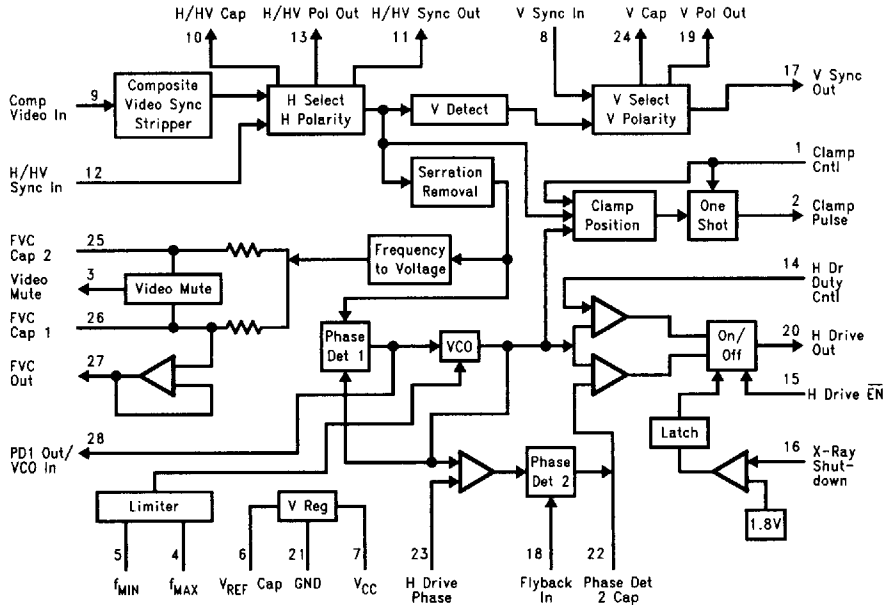 H/HV Cap
10
H/HV Pol Out
13
H/HV Sync Out
11
V Sync In
8
V Cap
24
V Pol Out
19
Comp
Video In
9
Composite
Video Sync
Stripper
H Select
H Polarity
V Detect
V Select
V Polarity
17
V Sync
Out
H/HV
Sync In
12
Serration
Removal
Clamp
Position
One
Shot
1
Clamp
Cntl
2
Clamp
Pulse
FVC
Cap 2
25
Video
Mute
3
Video Mute
FVC
Cap 1
26
FVC
Out
27
Frequency
to Voltage
Phase
Det 1
VCO
14
H Dr
Duty
Cntl
On/
Off
20
H Drive
Out
15
H Drive EN
Latch
16
X-Ray
Shut-
down
1.8V
PD1 Out/
VCO In
28
Limiter
V Reg
Phase
Det 2
5
fMIN
4
fMAX
6
VREF Cap
21
GND
7
VCC
23
H Drive
Phase
18
Flyback
In
22
Phase Det
2 Cap